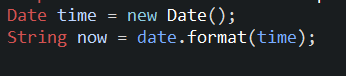 Date time = new Date();
String now = date.format(time);